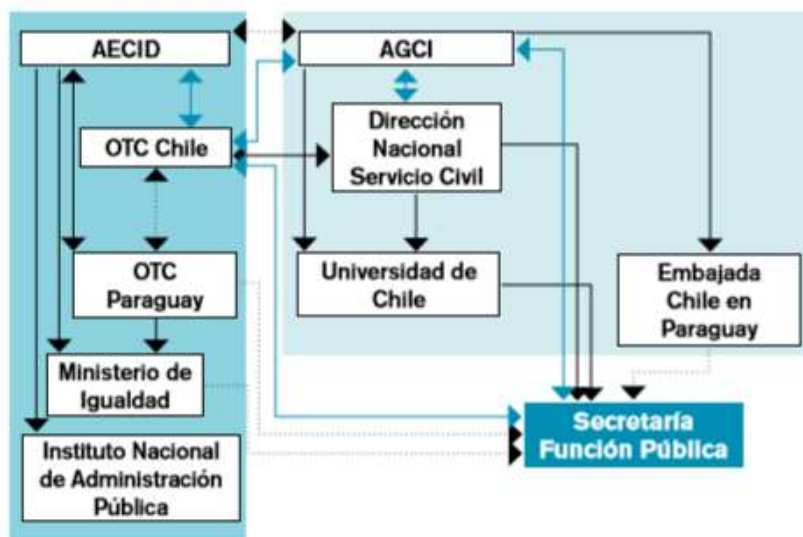 AECID
AGCI
OTC Chile
Dirección
Nacional
Servicio Civil
OTC
Paraguay
Universidad de
Chile
Embajada
Chile en
Paraguay
Ministerio de
Igualdad
Secretaría
Función Pública
Instituto Nacional
de Administración
Pública